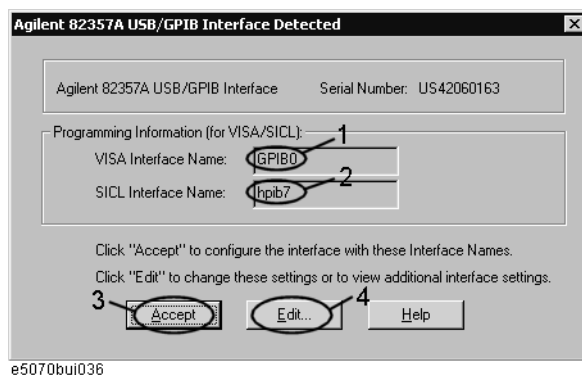 Agilent 82357A USB/GPIB Interface Detected
Agilent 82357A USB/GPIB Interface Serial Number: US42060163
Programming Information (for VISA/SICL):
1
VISA Interface Name: GPIB0
2
SICL Interface Name: hpib7
Click "Accept" to configure the interface with these Interface Names.
Click "Edit" to change these settings or to view additional interface settings.
3 Accept Edit... 4 Help
e5070buj036